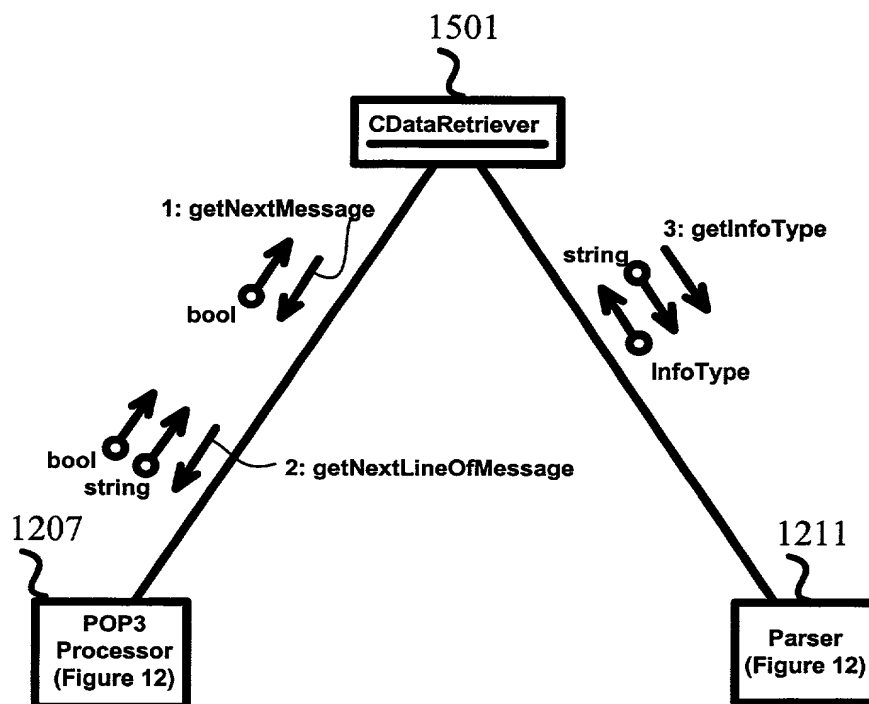 1501
CDataRetriever
1: getNextMessage
bool
3: getInfoType
string
InfoType
bool
string
2: getNextLineOfMessage
1207
POP3
Processor
(Figure 12)
1211
Parser
(Figure 12)